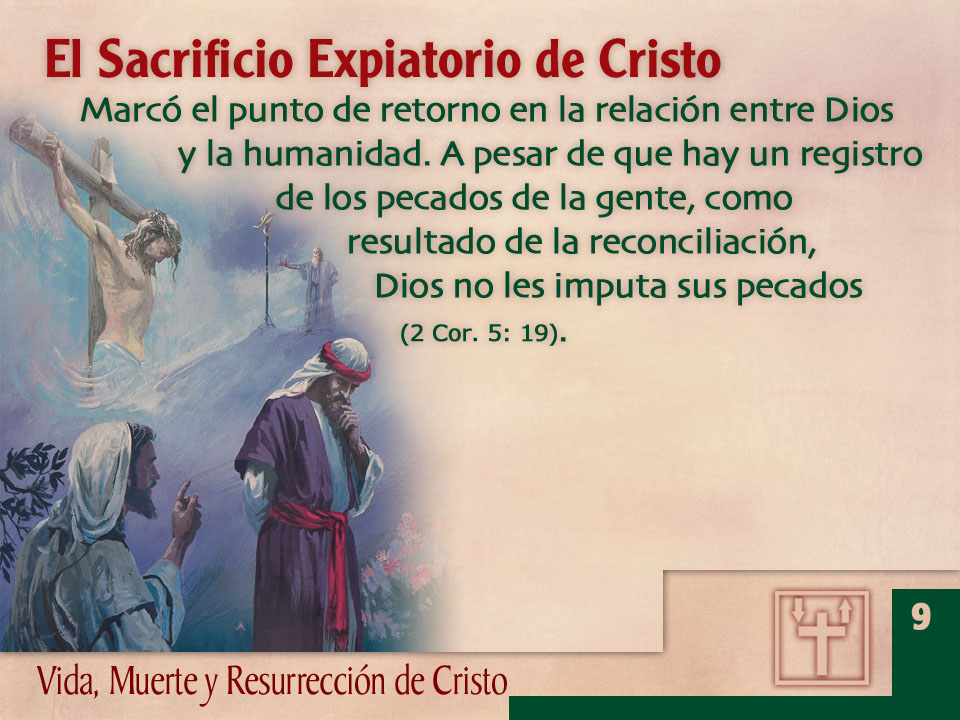 El Sacrificio Expiatorio de Cristo
Marcó el punto de retorno en la relación entre Dios
y la humanidad. A pesar de que hay un registro
de los pecados de la gente, como
resultado de la reconciliación,
Dios no les imputa sus pecados
(2 Cor. 5: 19).
9
Vida, Muerte y Resurrección de Cristo